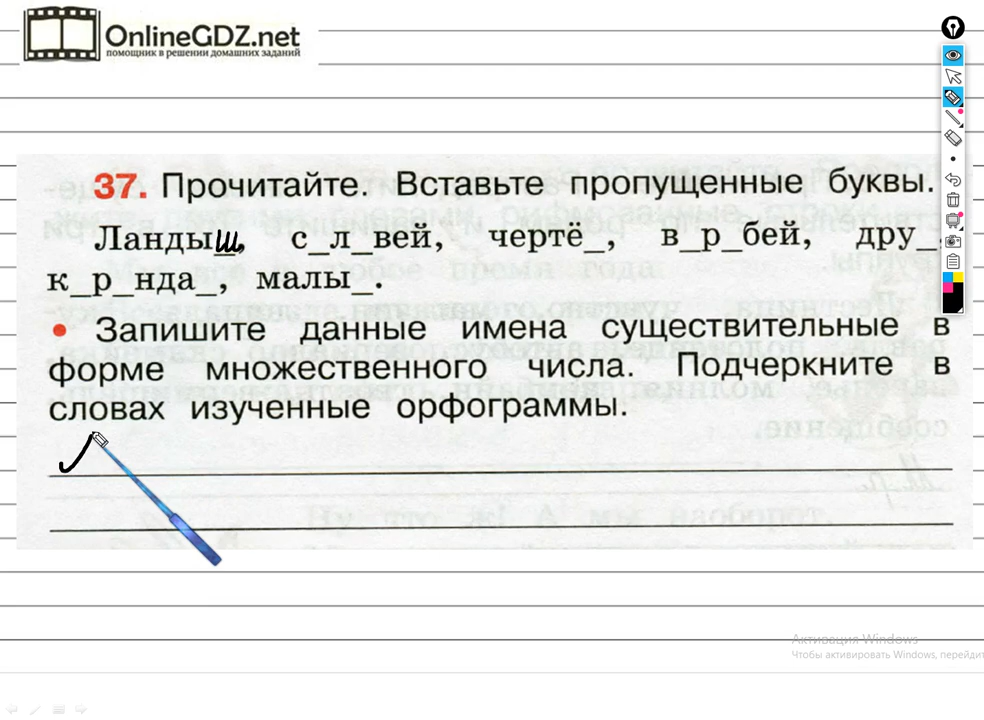 OnlineGDZ.net
помощник в решении домашних заданий
37. Прочитайте. Вставьте пропущенные буквы.
Ландыш, с_л_вей, чертё_, в_р_бей, дру_,
к_р_нда_, малы_.
• Запишите данные имена существительные в
форме множественного числа. Подчеркните в
словах изученные орфограммы.
Активация Windows
Чтобы активировать Windows, перейдит